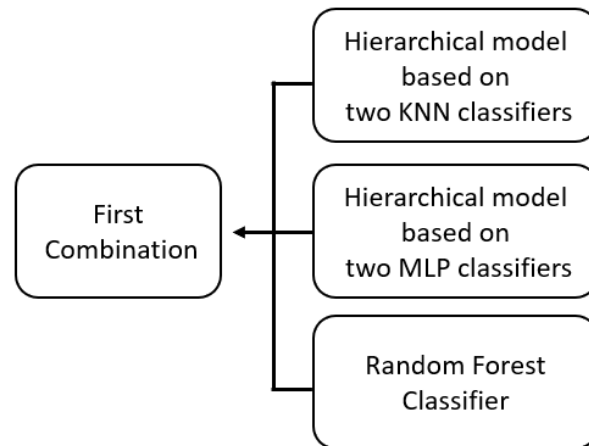 Hierarchical model
based on
two KNN classifiers
First
Combination
Hierarchical model
based on
two MLP classifiers
Random Forest
Classifier